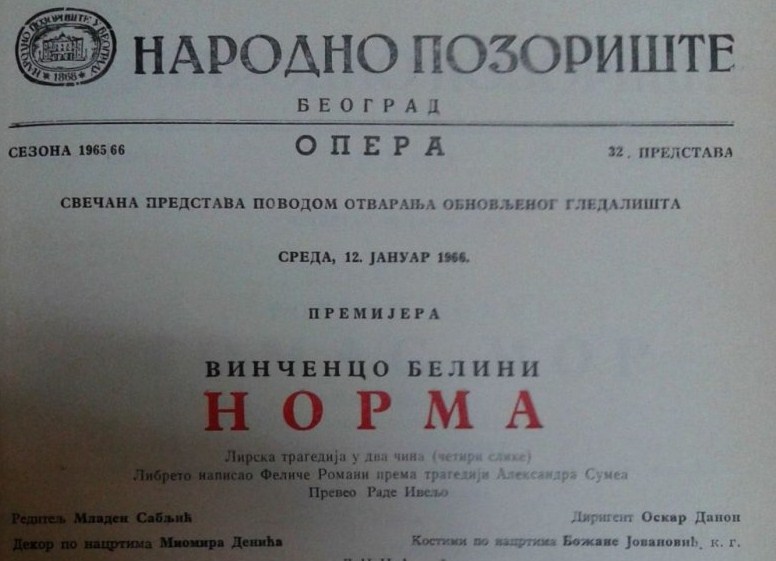 НАРОДНО ПОЗОРИШТЕ У БЕОГРАДУ
1868
НАРОДНО ПОЗОРИШТЕ
БЕОГРАД
СЕЗОНА 1965/66 ОПЕРА 32. ПРЕДСТАВА
СВЕЧАНА ПРЕДСТАВА ПОВОДОМ ОТВАРАЊА ОБНОВЉЕНОГ ГЛЕДАЛИШТА
СРЕДА, 12. ЈАНУАР 1966.
ПРЕМИЈЕРА
ВИНЧЕНЦО БЕЛИНИ
НОРМА
Лирска трагедија у два чина (четири слике)
Либрето написао Феличе Романи према трагедији Александра Сумеа
Превео Раде Ивељо
Редитељ Младен Сабљић Диригент Оскар Данон
Декор по нацртима Миомира Денића Костими по нацртима Божане Јовановић, к. г.